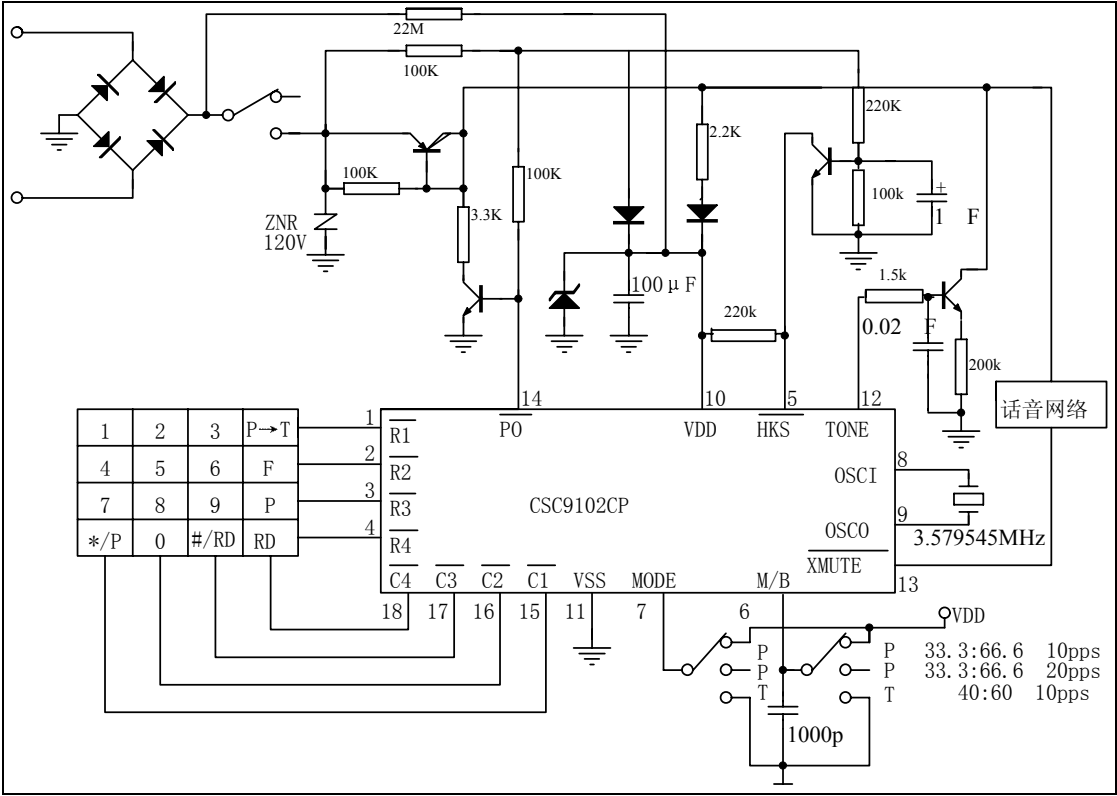 22M
100K
220K
2.2K
100K
100K
100k
+
1 F
3.3K
ZNR
120V
1.5k
100μF
220k
0.02 F
200k
话音网络
14
10
5
12
PO
VDD
HKS
TONE
1 2 3 P→T
4 5 6 F
7 8 9 P
*/P 0 #/RD RD
1
R1
2
R2
3
R3
4
R4
CSC9102CP
8
OSCI
9
OSCO
3.579545MHz
XMUTE
13
C4 C3 C2 C1 VSS MODE M/B
18 17 16 15 11 7 6
VDD
P P 33.3:66.6 10pps
P P 33.3:66.6 20pps
T T 40:60 10pps
1000p